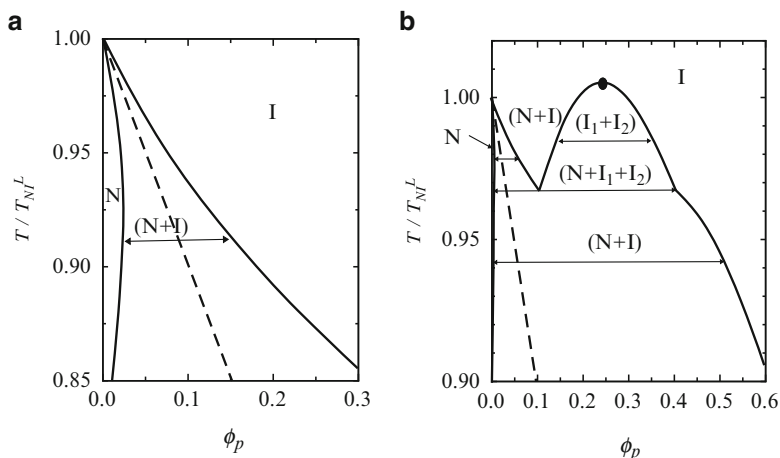 a
1.00
0.95
0.90
0.85
T / T_NI^L
I
N
(N+I)
0.0 0.1 0.2 0.3
ϕ_p
b
1.00
0.95
0.90
T / T_NI^L
I
(N+I)
(I₁+I₂)
N
(N+I₁+I₂)
(N+I)
0.0 0.1 0.2 0.3 0.4 0.5 0.6
ϕ_p